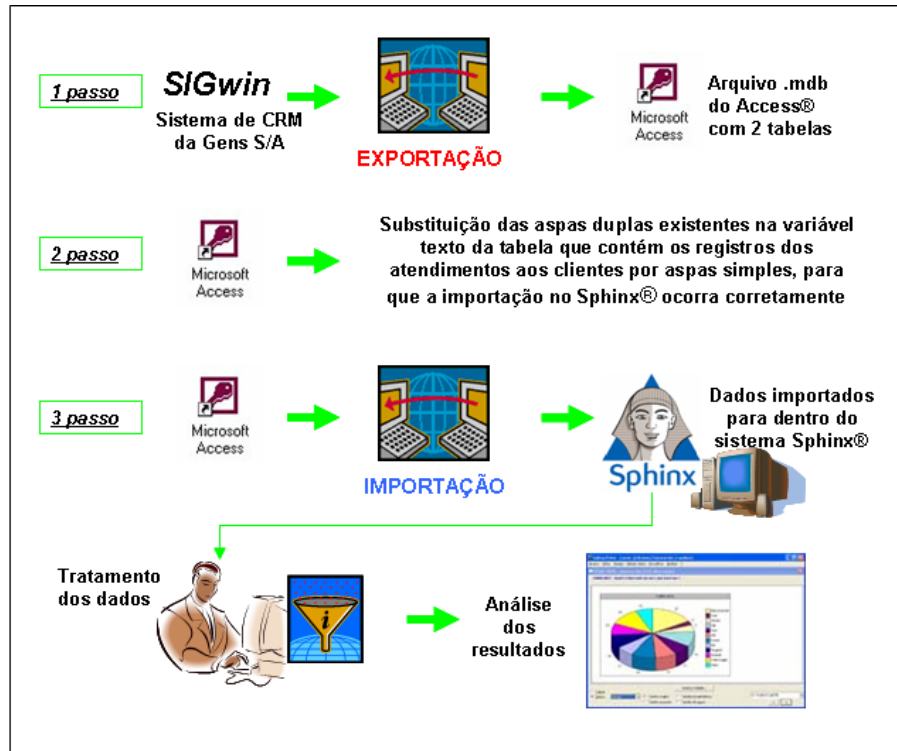 1 passo
SIGwin
Sistema de CRM
da Gens S/A
EXPORTAÇÃO
Microsoft
Access
Arquivo .mdb
do Access®
com 2 tabelas
2 passo
Microsoft
Access
Substituição das aspas duplas existentes na variável
texto da tabela que contém os registros dos
atendimentos aos clientes por aspas simples, para
que a importação no Sphinx® ocorra corretamente
3 passo
Microsoft
Access
IMPORTAÇÃO
Sphinx
Dados importados
para dentro do
sistema Sphinx®
Tratamento
dos dados
i
Análise
dos
resultados